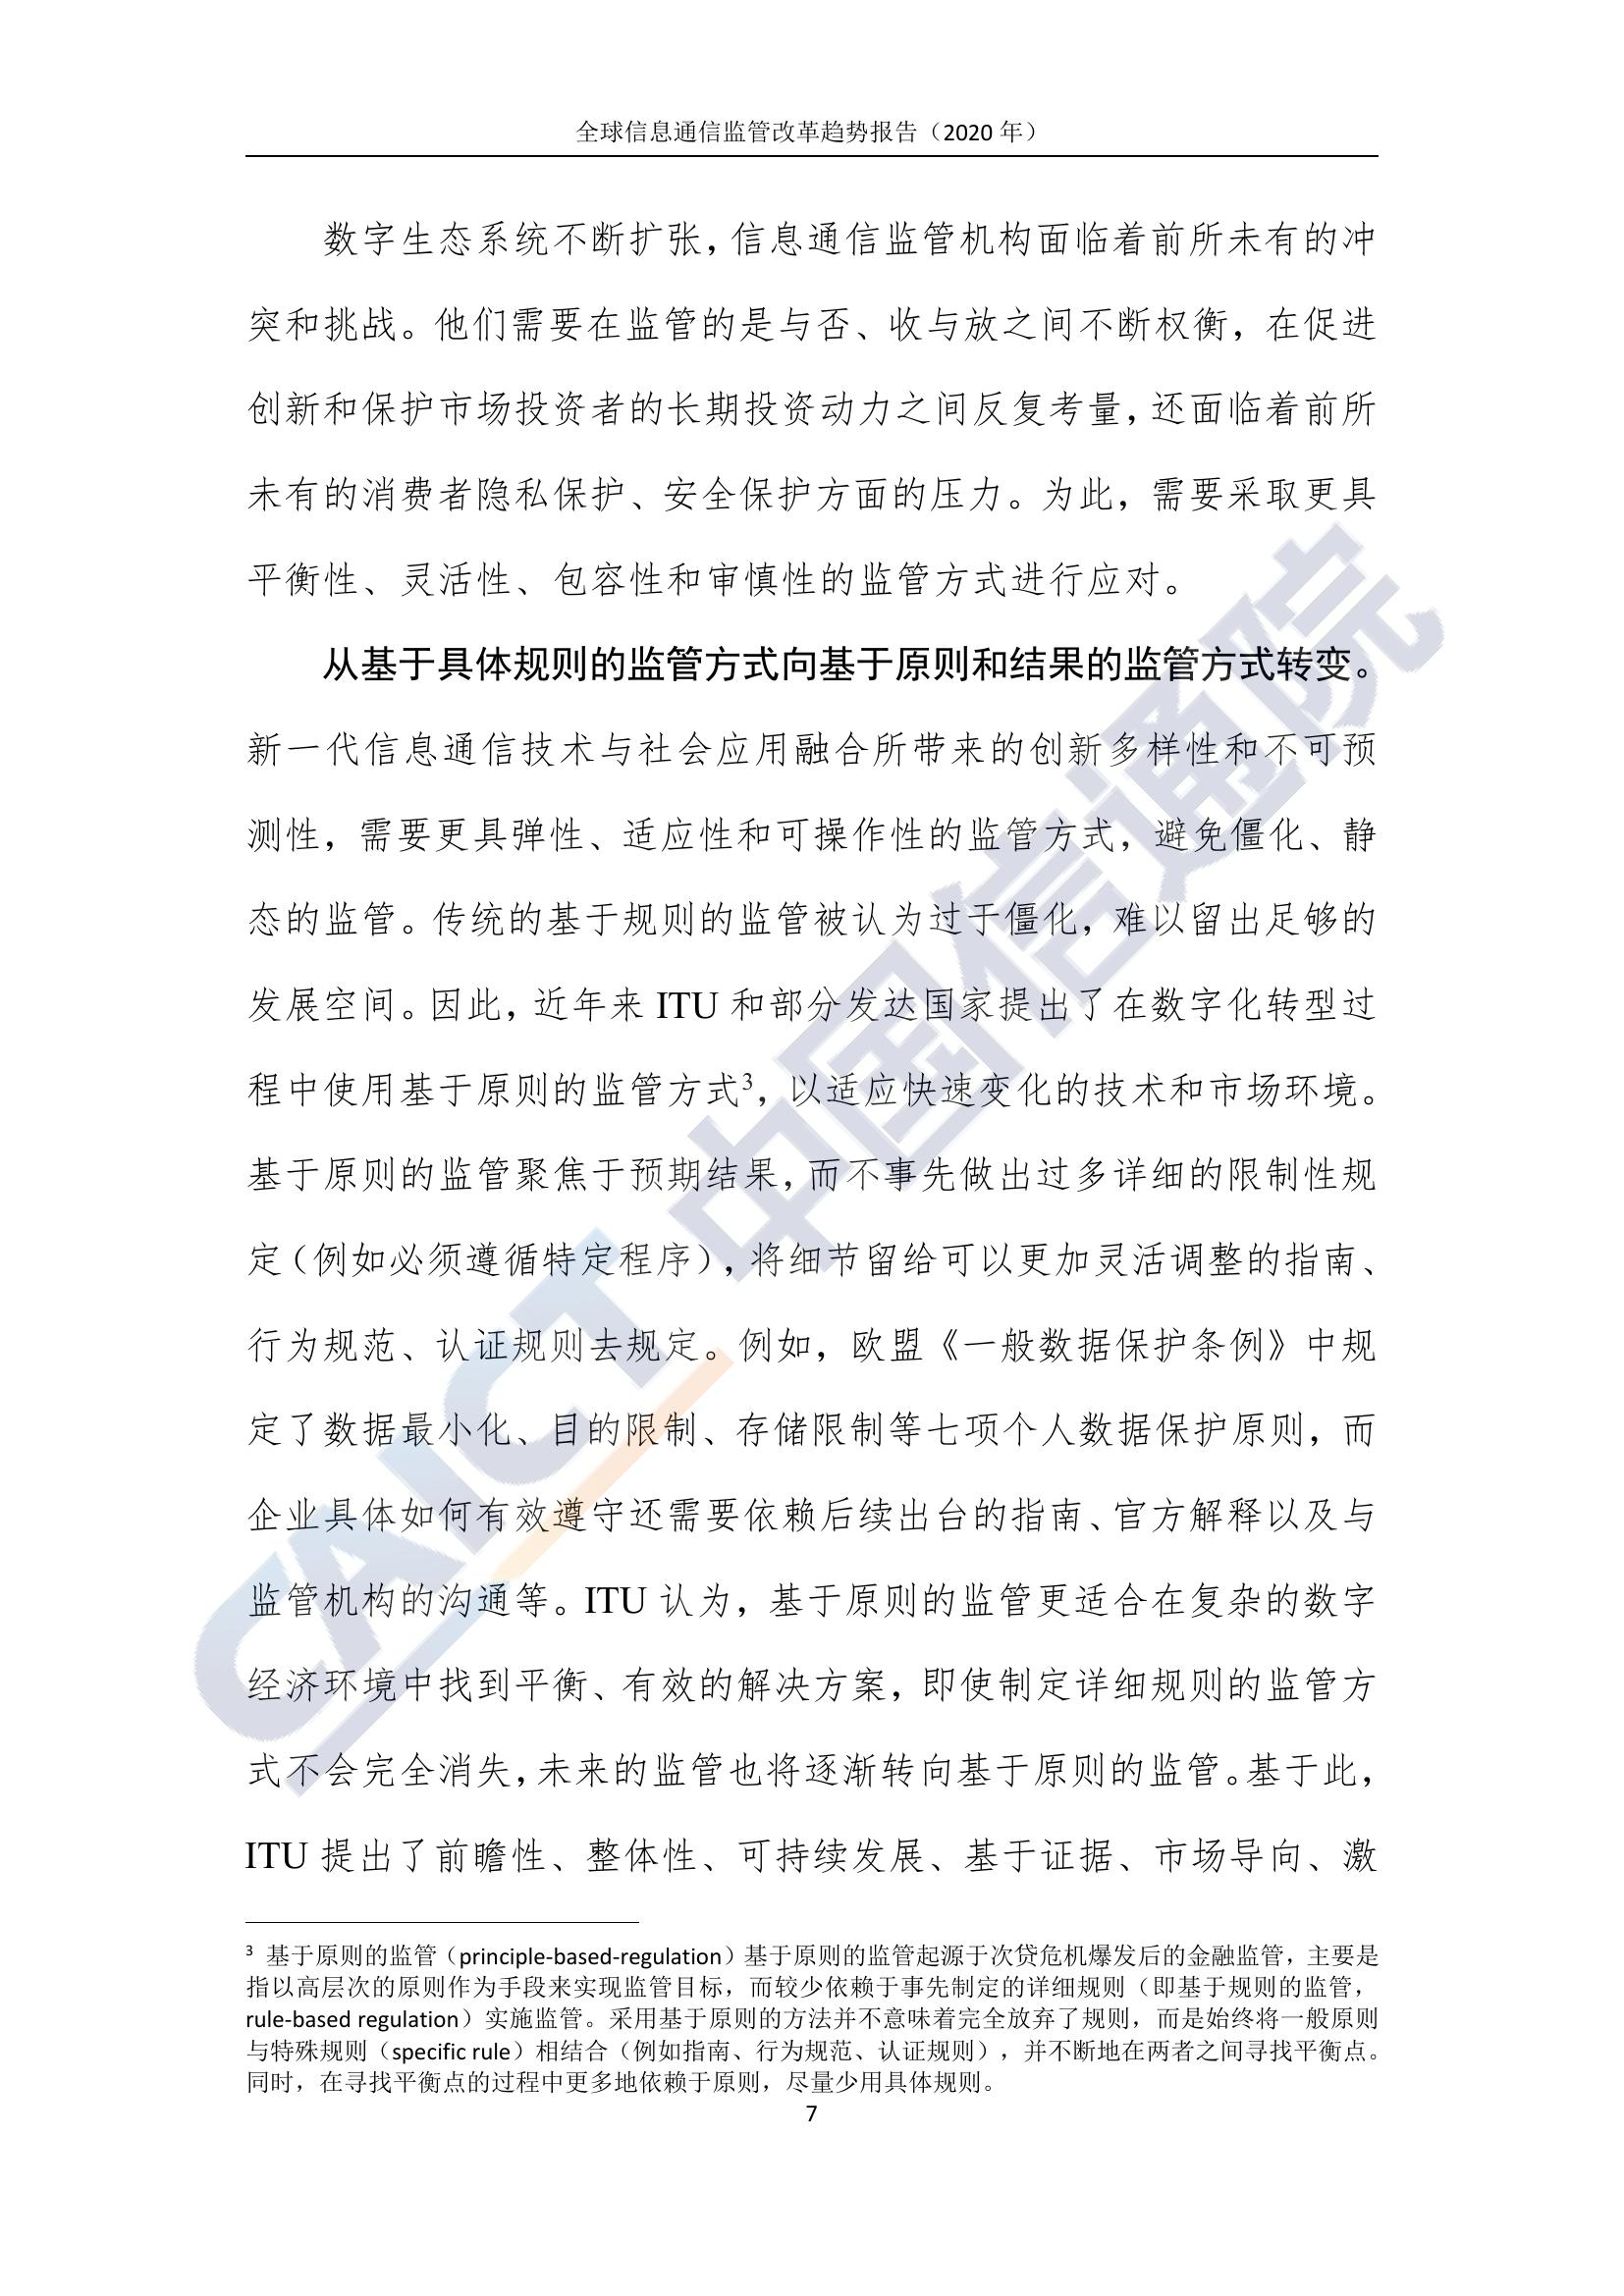 全球信息通信监管改革趋势报告（2020 年）
数字生态系统不断扩张，信息通信监管机构面临着前所未有的冲
突和挑战。他们需要在监管的是与否、收与放之间不断权衡，在促进
创新和保护市场投资者的长期投资动力之间反复考量，还面临着前所
未有的消费者隐私保护、安全保护方面的压力。为此，需要采取更具
平衡性、灵活性、包容性和审慎性的监管方式进行应对。
从基于具体规则的监管方式向基于原则和结果的监管方式转变。
新一代信息通信技术与社会应用融合所带来的创新多样性和不可预
测性，需要更具弹性、适应性和可操作性的监管方式，避免僵化、静
态的监管。传统的基于规则的监管被认为过于僵化，难以留出足够的
发展空间。因此，近年来 ITU 和部分发达国家提出了在数字化转型过
程中使用基于原则的监管方式3，以适应快速变化的技术和市场环境。
基于原则的监管聚焦于预期结果，而不事先做出过多详细的限制性规
定（例如必须遵循特定程序），将细节留给可以更加灵活调整的指南、
行为规范、认证规则去规定。例如，欧盟《一般数据保护条例》中规
定了数据最小化、目的限制、存储限制等七项个人数据保护原则，而
企业具体如何有效遵守还需要依赖后续出台的指南、官方解释以及与
监管机构的沟通等。ITU 认为，基于原则的监管更适合在复杂的数字
经济环境中找到平衡、有效的解决方案，即使制定详细规则的监管方
式不会完全消失，未来的监管也将逐渐转向基于原则的监管。基于此，
ITU 提出了前瞻性、整体性、可持续发展、基于证据、市场导向、激
3 基于原则的监管（principle-based-regulation）基于原则的监管起源于次贷危机爆发后的金融监管，主要是
指以高层次的原则作为手段来实现监管目标，而较少依赖于事先制定的详细规则（即基于规则的监管，
rule-based regulation）实施监管。采用基于原则的方法并不意味着完全放弃了规则，而是始终将一般原则
与特殊规则（specific rule）相结合（例如指南、行为规范、认证规则），并不断地在两者之间寻找平衡点。
同时，在寻找平衡点的过程中更多地依赖于原则，尽量少用具体规则。
7
CAICT 中国信通院